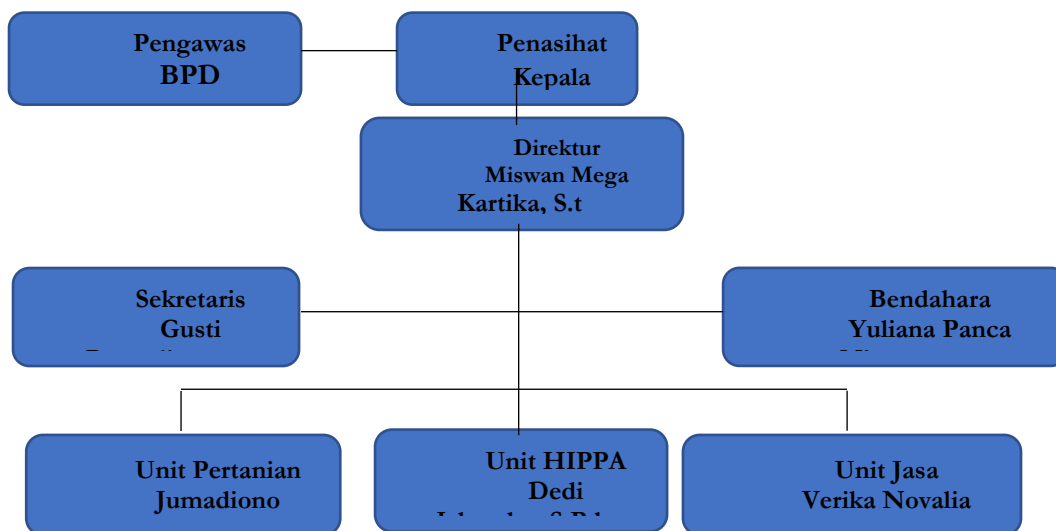 Pengawas
BPD
Penasihat
Kepala
Direktur
Miswan Mega
Kartika, S.t
Sekretaris
Gusti
Bendahara
Yuliana Panca
Unit Pertanian
Jumadiono
Unit HIPPA
Dedi
Unit Jasa
Verika Novalia